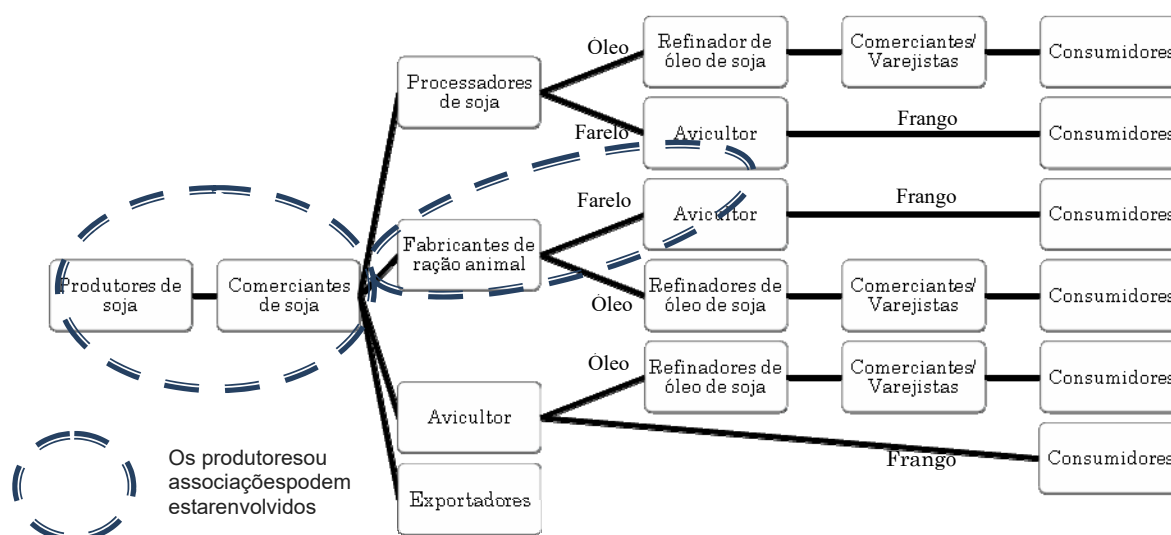 Óleo
Refinador de
óleo de soja
Comerciantes/
Varejistas
Consumidores
Processadores
de soja
Farelo
Avicultor
Frango
Consumidores
Farelo
Avicultor
Frango
Consumidores
Fabricantes de
ração animal
Produtores de
soja
Comerciantes
de soja
Óleo
Refinadores de
óleo de soja
Comerciantes/
Varejistas
Consumidores
Óleo
Refinadores de
óleo de soja
Comerciantes/
Varejistas
Consumidores
Avicultor
Frango
Consumidores
Exportadores
Os produtoresou
associaçõespodem
estarenvolvidos